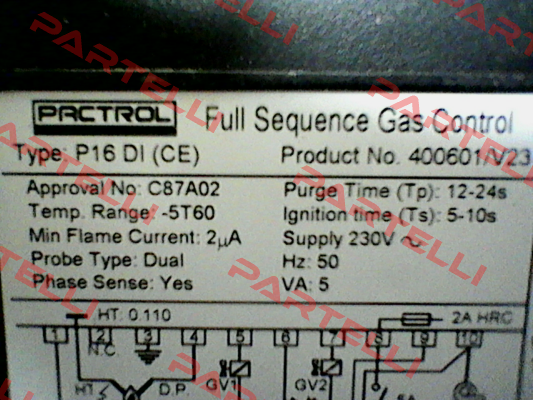 PACTROL Full Sequence Gas Control
Type: P16 DI (CE) Product No. 400601/V23
Approval No: C87A02 Purge Time (Tp): 12-24s
Temp. Range: -5T60 Ignition time (Ts): 5-10s
Min Flame Current: 2µA Supply 230V ~
Probe Type: Dual Hz: 50
Phase Sense: Yes VA: 5
HT: 0.110 2A HRC
1 2 3 4 5 6 7 8 9 10
N.C.
HT D.P. GV1 GV2 5A
PARTELLI
PARTELLI
PARTELLI
PARTELLI
PARTELLI
PARTELLI